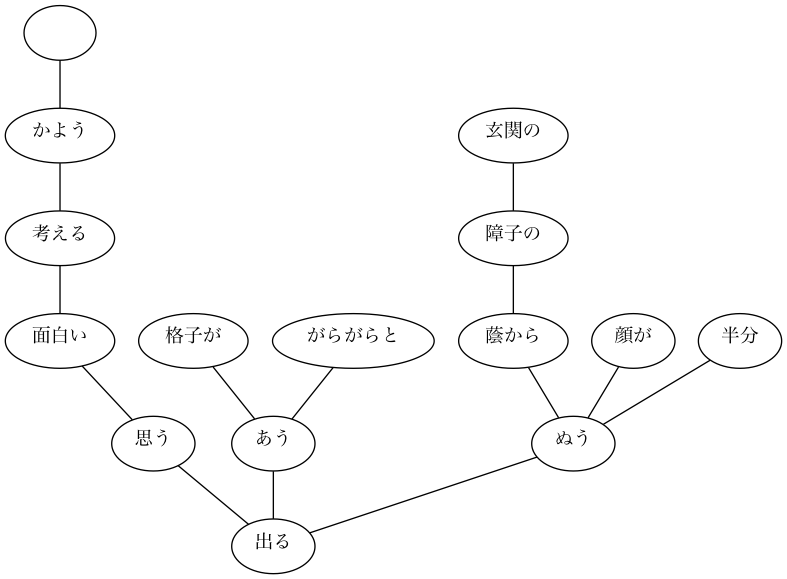 かよう
玄関の
考える
障子の
面白い
格子が
がらがらと
蔭から
顔が
半分
思う
あう
ぬう
出る